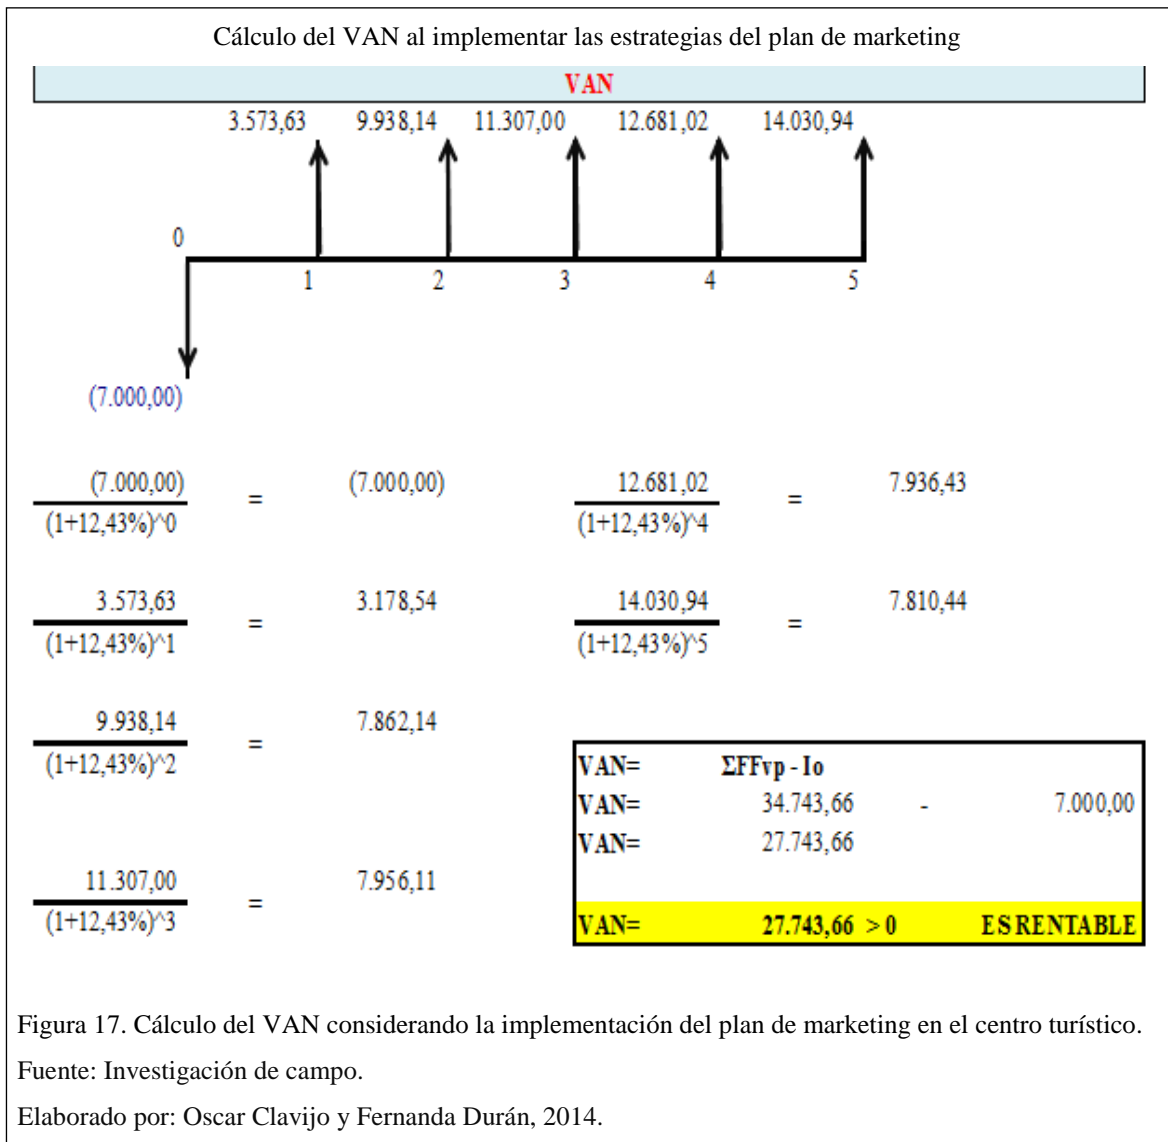 Cálculo del VAN al implementar las estrategias del plan de marketing
VAN
3.573,63 9.938,14 11.307,00 12.681,02 14.030,94
0
1 2 3 4 5
(7.000,00)
(7.000,00)
(1+12,43%)^0
=
(7.000,00)
12.681,02
(1+12,43%)^4
=
7.936,43
3.573,63
(1+12,43%)^1
=
3.178,54
14.030,94
(1+12,43%)^5
=
7.810,44
9.938,14
(1+12,43%)^2
=
7.862,14
11.307,00
(1+12,43%)^3
=
7.956,11
VAN= ΣFFvp - Io
VAN= 34.743,66 - 7.000,00
VAN= 27.743,66
VAN= 27.743,66 > 0 ES RENTABLE
Figura 17. Cálculo del VAN considerando la implementación del plan de marketing en el centro turístico.
Fuente: Investigación de campo.
Elaborado por: Oscar Clavijo y Fernanda Durán, 2014.